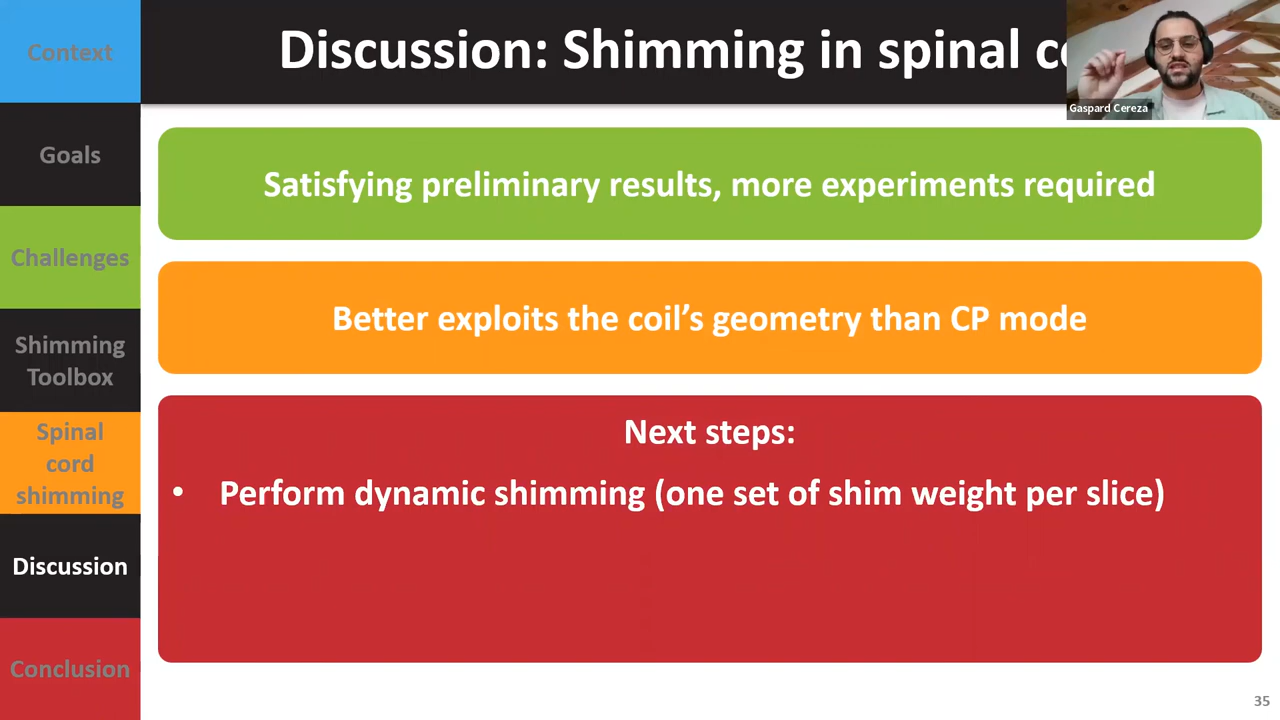 Context
Goals
Challenges
Shimming
Toolbox
Spinal
cord
shimming
Discussion
Conclusion
Discussion: Shimming in spinal
Gaspard Cereza
Satisfying preliminary results, more experiments required
Better exploits the coil’s geometry than CP mode
Next steps:
• Perform dynamic shimming (one set of shim weight per slice)
35